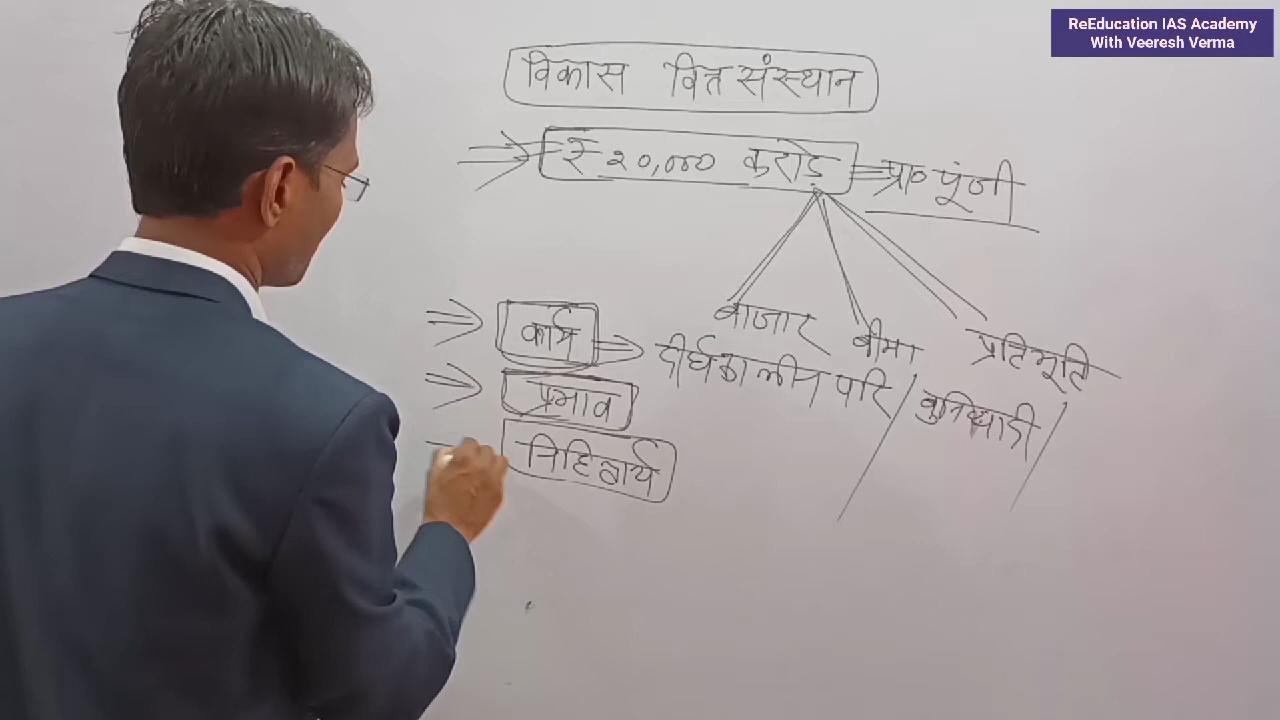 ReEducation IAS Academy
With Veeresh Verma
विकास वित्त संस्थान
₹ 20,000 करोड़ प्रा० पूंजी
बाजार बीमा प्रतिभूति
कार्य दीर्घकालीन परि / बुनियादी /
प्रभाव
निहितार्थ